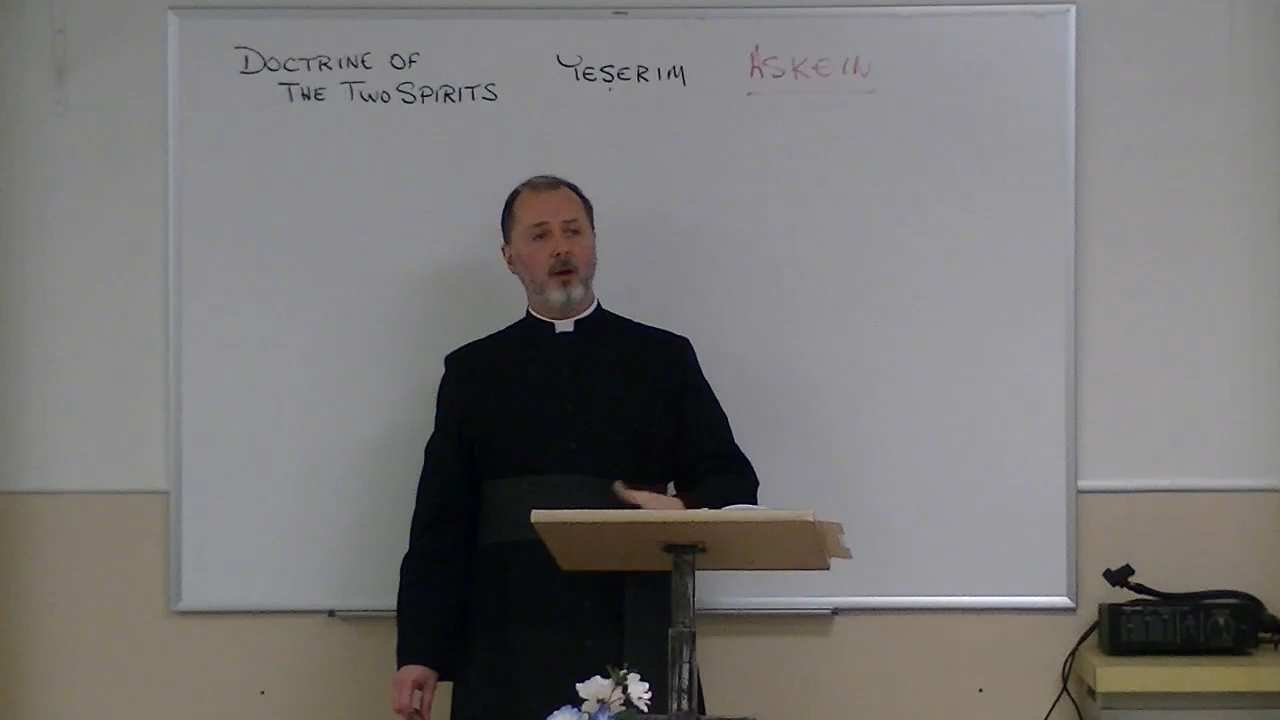 DOCTRINE OF
THE TWO SPIRITS
YEṢERIM
ASKEIN